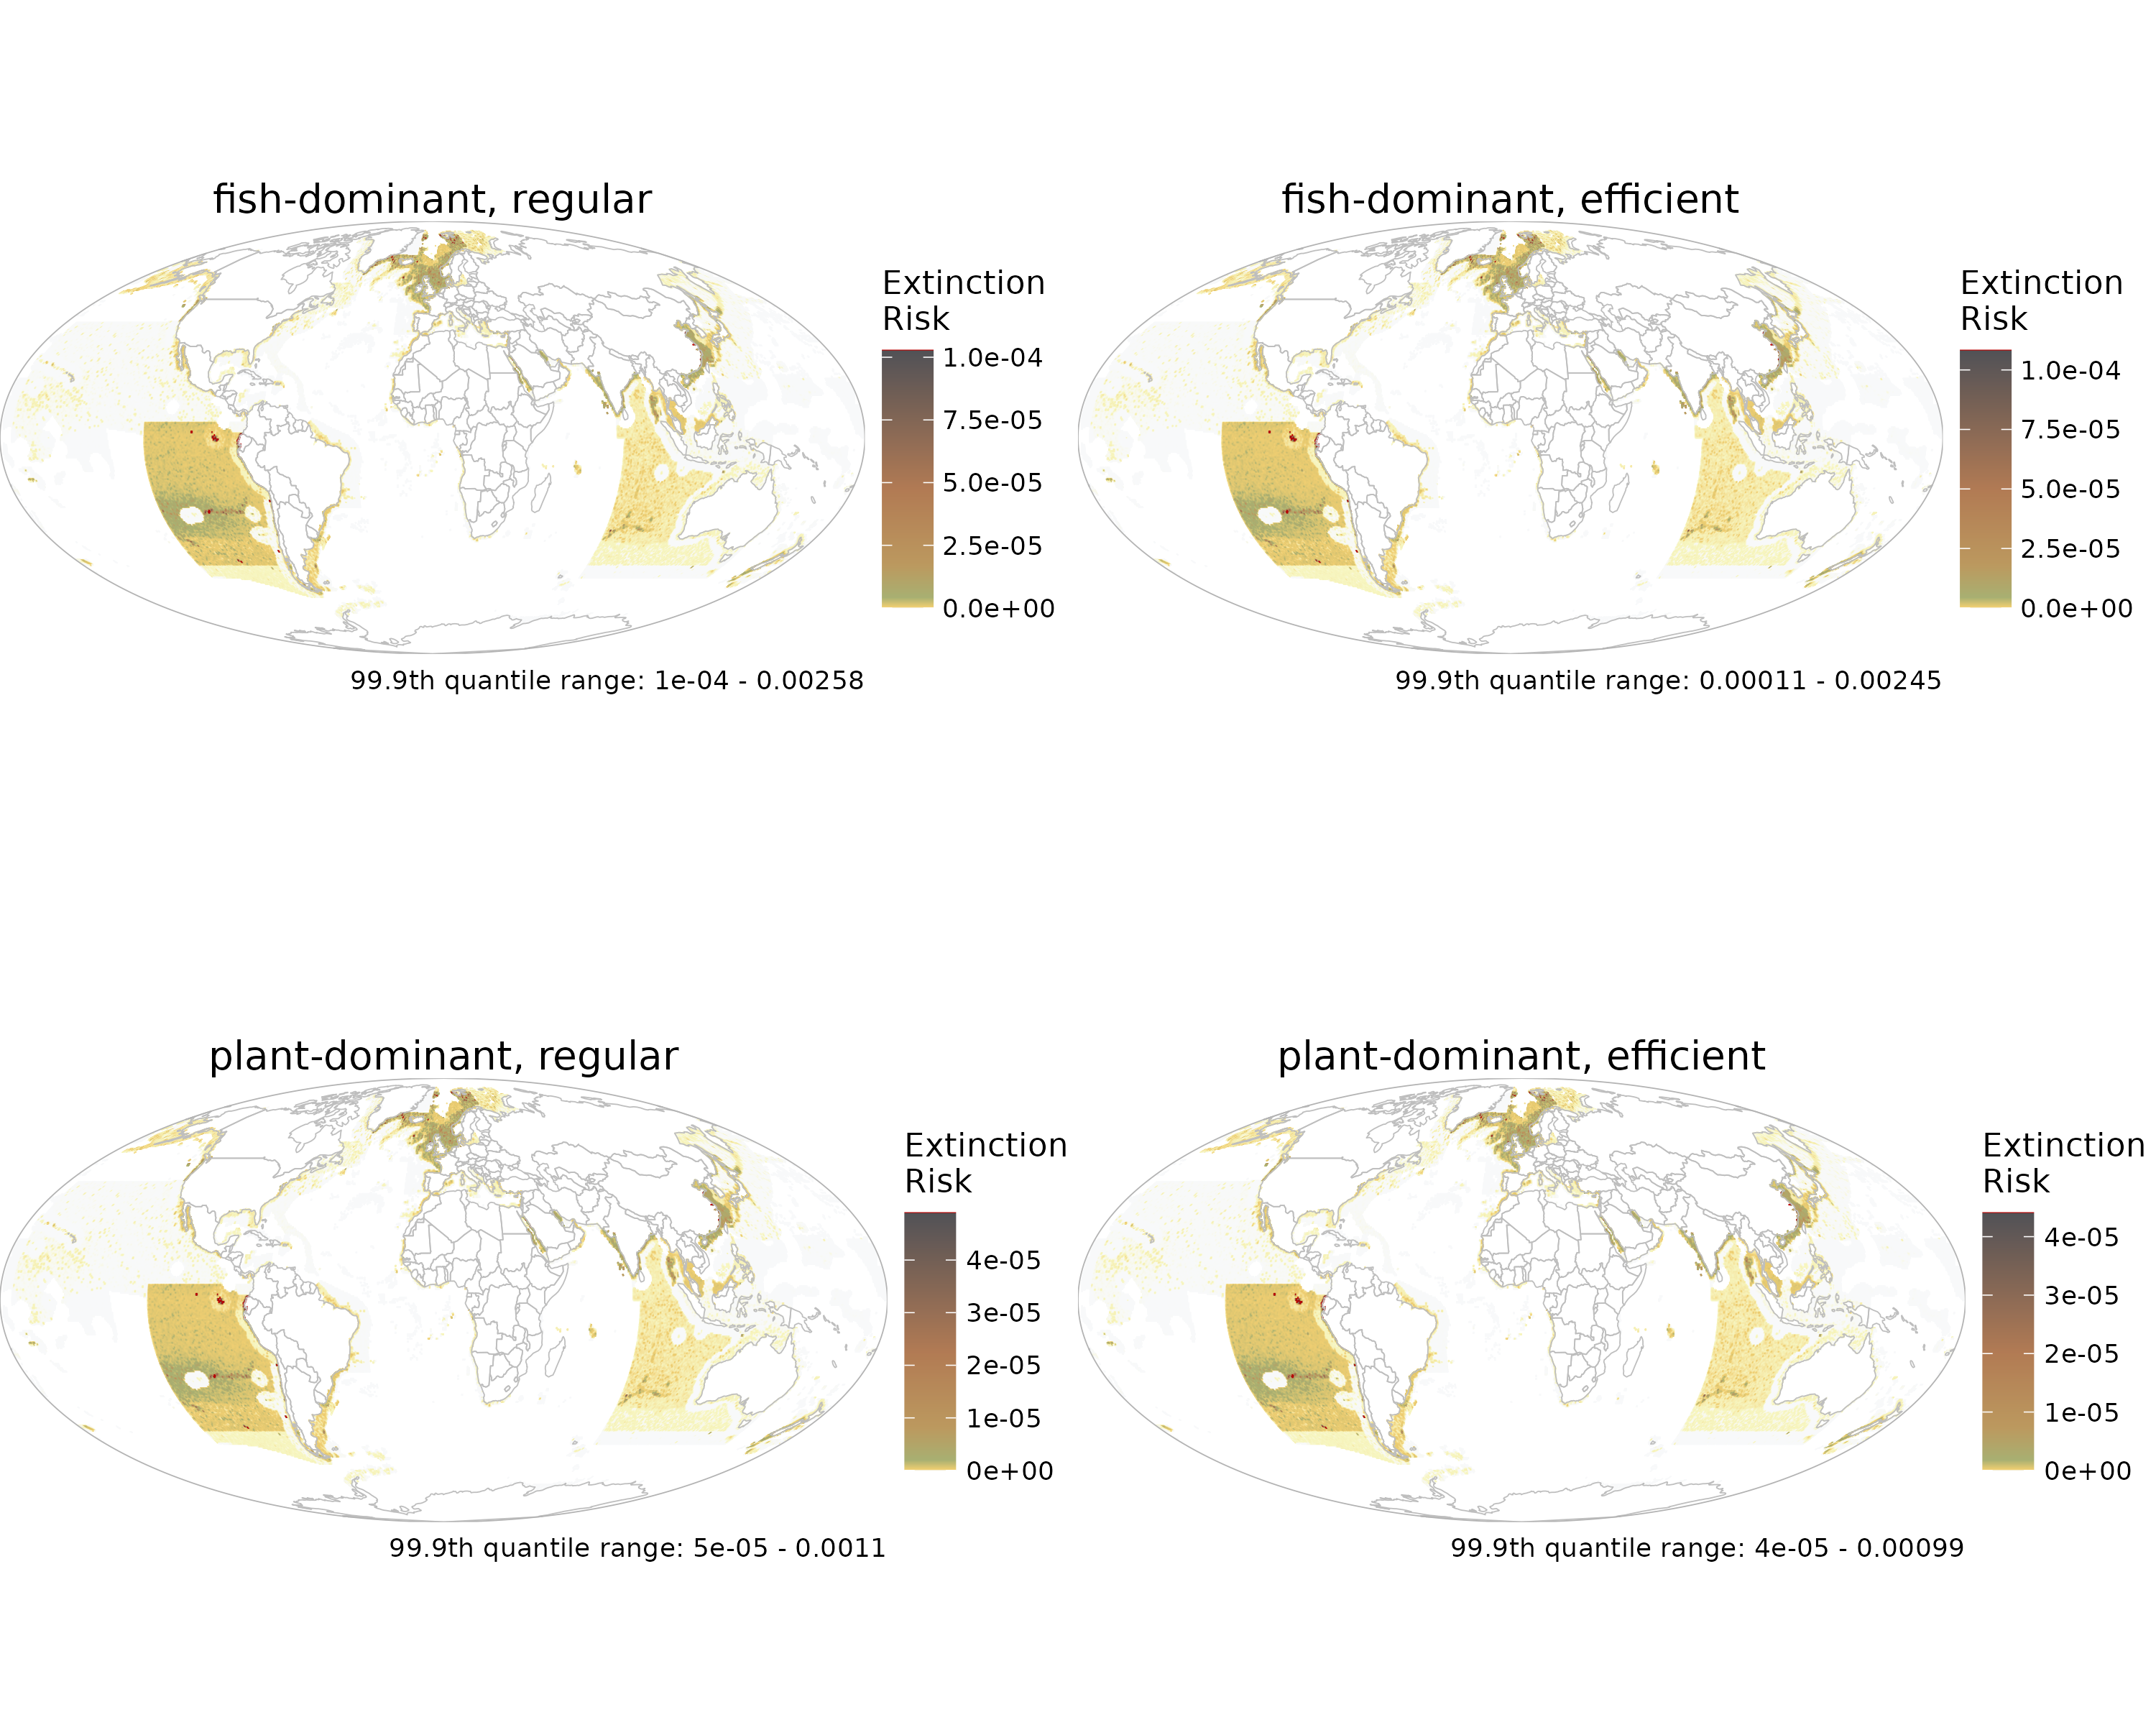 fish-dominant, regular
Extinction
Risk
1.0e-04
7.5e-05
5.0e-05
2.5e-05
0.0e+00
99.9th quantile range: 1e-04 - 0.00258
fish-dominant, efficient
Extinction
Risk
1.0e-04
7.5e-05
5.0e-05
2.5e-05
0.0e+00
99.9th quantile range: 0.00011 - 0.00245
plant-dominant, regular
Extinction
Risk
4e-05
3e-05
2e-05
1e-05
0e+00
99.9th quantile range: 5e-05 - 0.0011
plant-dominant, efficient
Extinction
Risk
4e-05
3e-05
2e-05
1e-05
0e+00
99.9th quantile range: 4e-05 - 0.00099